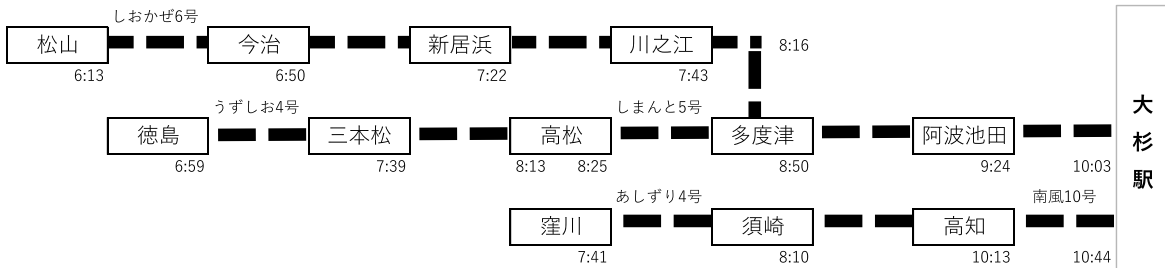 しおかぜ6号
松山
今治
新居浜
川之江
8:16
6:13
6:50
7:22
7:43
うずしお4号
しまんと5号
徳島
三本松
高松
多度津
阿波池田
6:59
7:39
8:13
8:25
8:50
9:24
10:03
あしずり4号
南風10号
窪川
須崎
高知
7:41
8:10
10:13
10:44
大杉駅